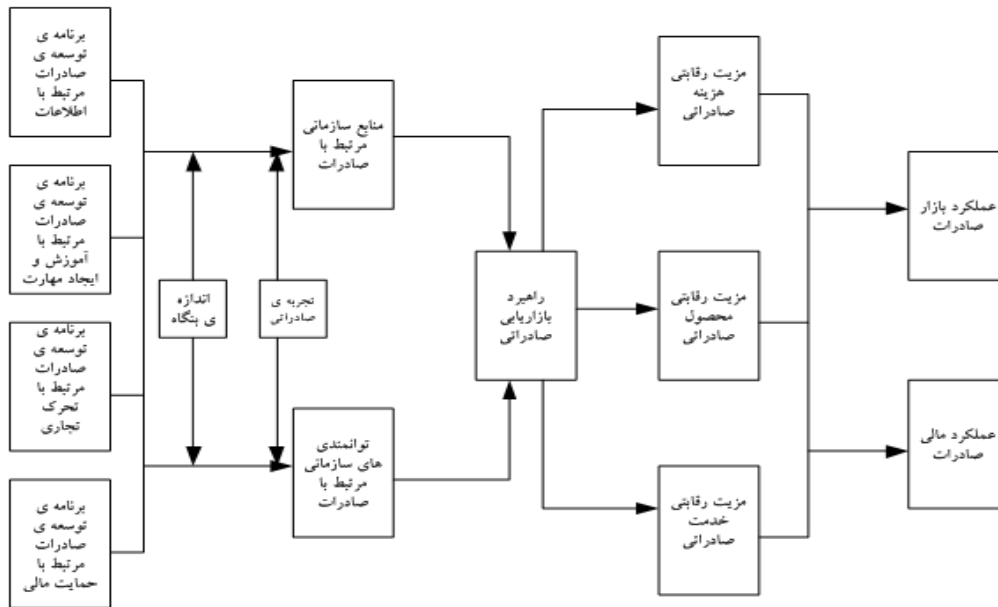 برنامه ی
توسعه ی
صادرات
مرتبط با
اطلاعات
برنامه ی
توسعه ی
صادرات
مرتبط با
آموزش و
ایجاد مهارت
برنامه ی
توسعه ی
صادرات
مرتبط با
تحرک
تجاری
برنامه ی
توسعه ی
صادرات
مرتبط با
حمایت مالی
اندازه
ی بنگاه
تجربه ی
صادراتی
منابع سازمانی
مرتبط با
صادرات
توانمندی
های سازمانی
مرتبط با
صادرات
راهبرد
بازاریابی
صادراتی
مزیت رقابتی
هزینه
صادراتی
مزیت رقابتی
محصول
صادراتی
مزیت رقابتی
خدمت
صادراتی
عملکرد بازار
صادرات
عملکرد مالی
صادرات